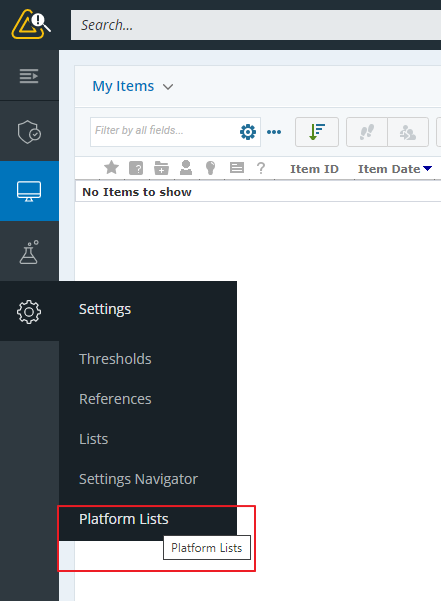 Search...
My Items
Filter by all fields...
Item ID Item Date
No Items to show
Settings
Thresholds
References
Lists
Settings Navigator
Platform Lists
Platform Lists